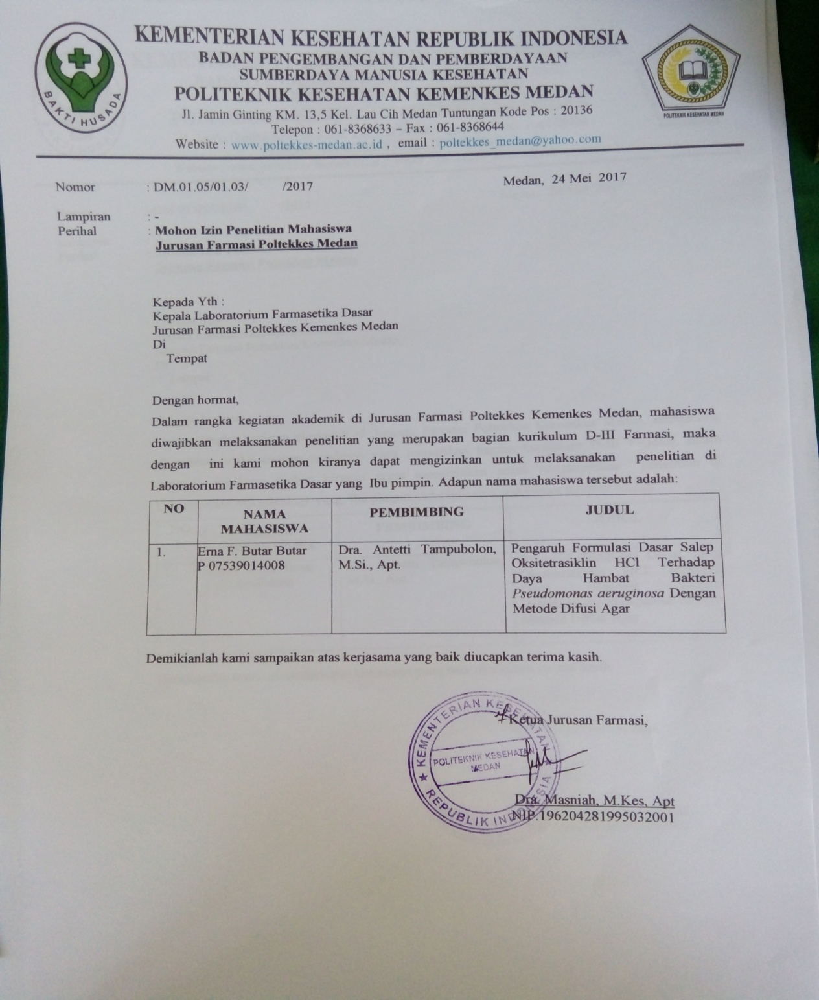 KEMENTERIAN KESEHATAN REPUBLIK INDONESIA
BADAN PENGEMBANGAN DAN PEMBERDAYAAN
SUMBERDAYA MANUSIA KESEHATAN
POLITEKNIK KESEHATAN KEMENKES MEDAN
Jl. Jamin Ginting KM. 13,5 Kel. Lau Cih Medan Tuntungan Kode Pos : 20136
Telepon : 061-8368633 – Fax : 061-8368644
Website : www.poltekkes-medan.ac.id , email : poltekkes_medan@yahoo.com
BAKTI HUSADA
POLITEKNIK KESEHATAN MEDAN
Nomor : DM.01.05/01.03/ /2017 Medan, 24 Mei 2017
Lampiran : -
Perihal : Mohon Izin Penelitian Mahasiswa
Jurusan Farmasi Poltekkes Medan
Kepada Yth :
Kepala Laboratorium Farmasetika Dasar
Jurusan Farmasi Poltekkes Kemenkes Medan
Di
Tempat
Dengan hormat,
Dalam rangka kegiatan akademik di Jurusan Farmasi Poltekkes Kemenkes Medan, mahasiswa
diwajibkan melaksanakan penelitian yang merupakan bagian kurikulum D-III Farmasi, maka
dengan ini kami mohon kiranya dapat mengizinkan untuk melaksanakan penelitian di
Laboratorium Farmasetika Dasar yang Ibu pimpin. Adapun nama mahasiswa tersebut adalah:
NO
NAMA
MAHASISWA
PEMBIMBING
JUDUL
1.
Erna F. Butar Butar
P 07539014008
Dra. Antetti Tampubolon,
M.Si., Apt.
Pengaruh Formulasi Dasar Salep
Oksitetrasiklin HCl Terhadap
Daya Hambat Bakteri
Pseudomonas aeruginosa Dengan
Metode Difusi Agar
Demikianlah kami sampaikan atas kerjasama yang baik diucapkan terima kasih.
Ketua Jurusan Farmasi,
KEMENTERIAN KESEHATAN
POLITEKNIK KESEHATAN
MEDAN
REPUBLIK INDONESIA
Dra. Masniah, M.Kes, Apt
NIP.196204281995032001